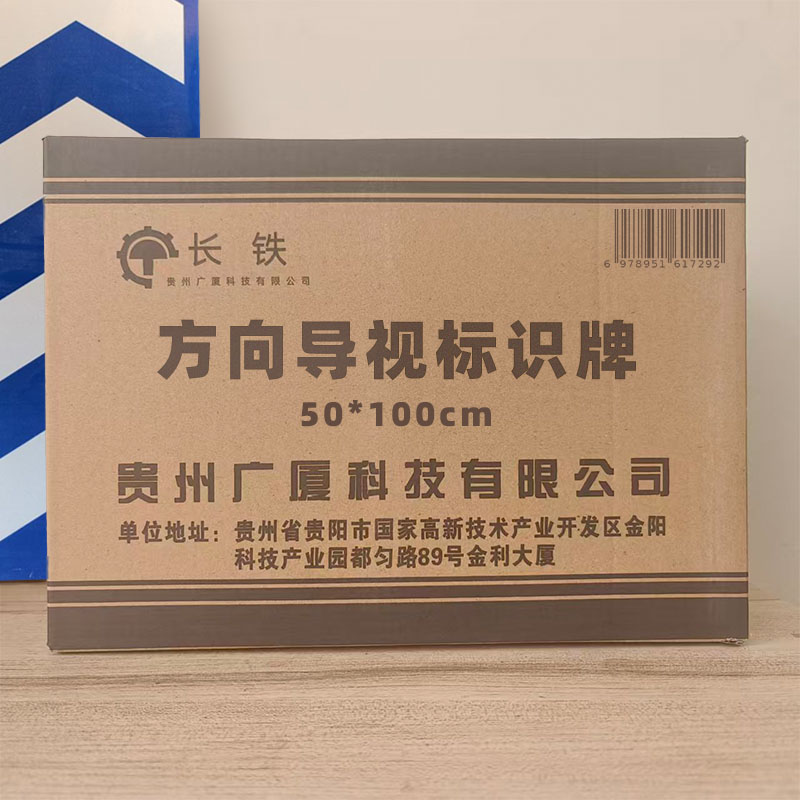 长铁
贵州广厦科技有限公司
6 978951 617292
方向导视标识牌
50*100cm
贵州广厦科技有限公司
单位地址：贵州省贵阳市国家高新技术产业开发区金阳
科技产业园都匀路89号金利大厦